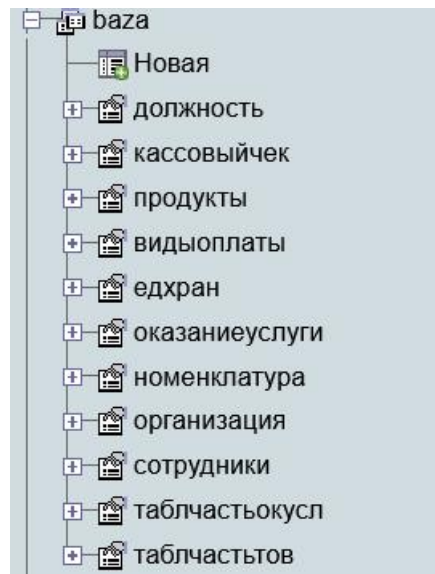 baza
Новая
должность
кассовыйчек
продукты
видыоплаты
едхран
оказаниеуслуги
номенклатура
организация
сотрудники
таблчастьокусл
таблчастьтов